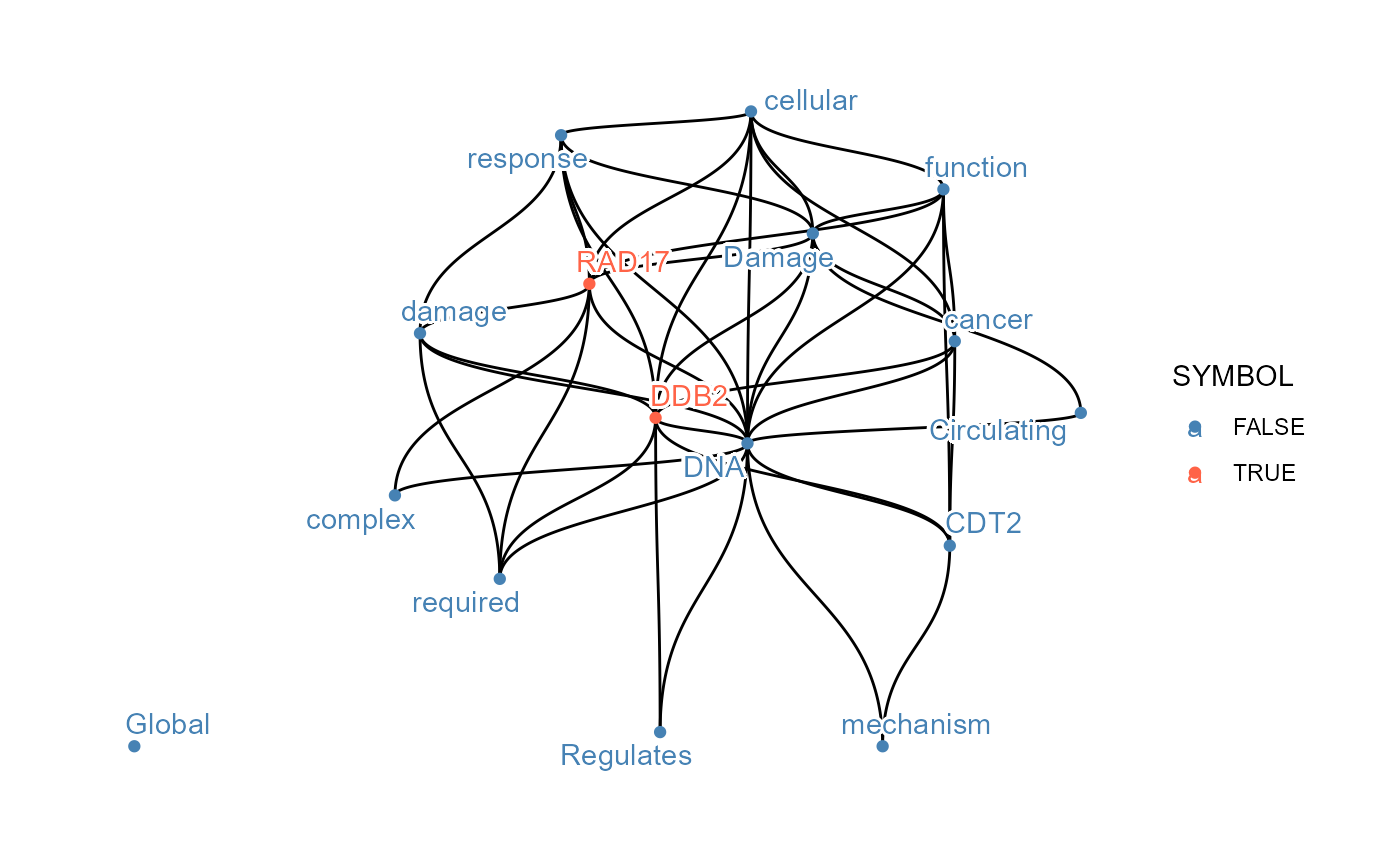 cellular
response
function
RAD17
Damage
damage
cancer
SYMBOL
DDB2
a FALSE
Circulating
DNA
a TRUE
complex
CDT2
required
Global
mechanism
Regulates